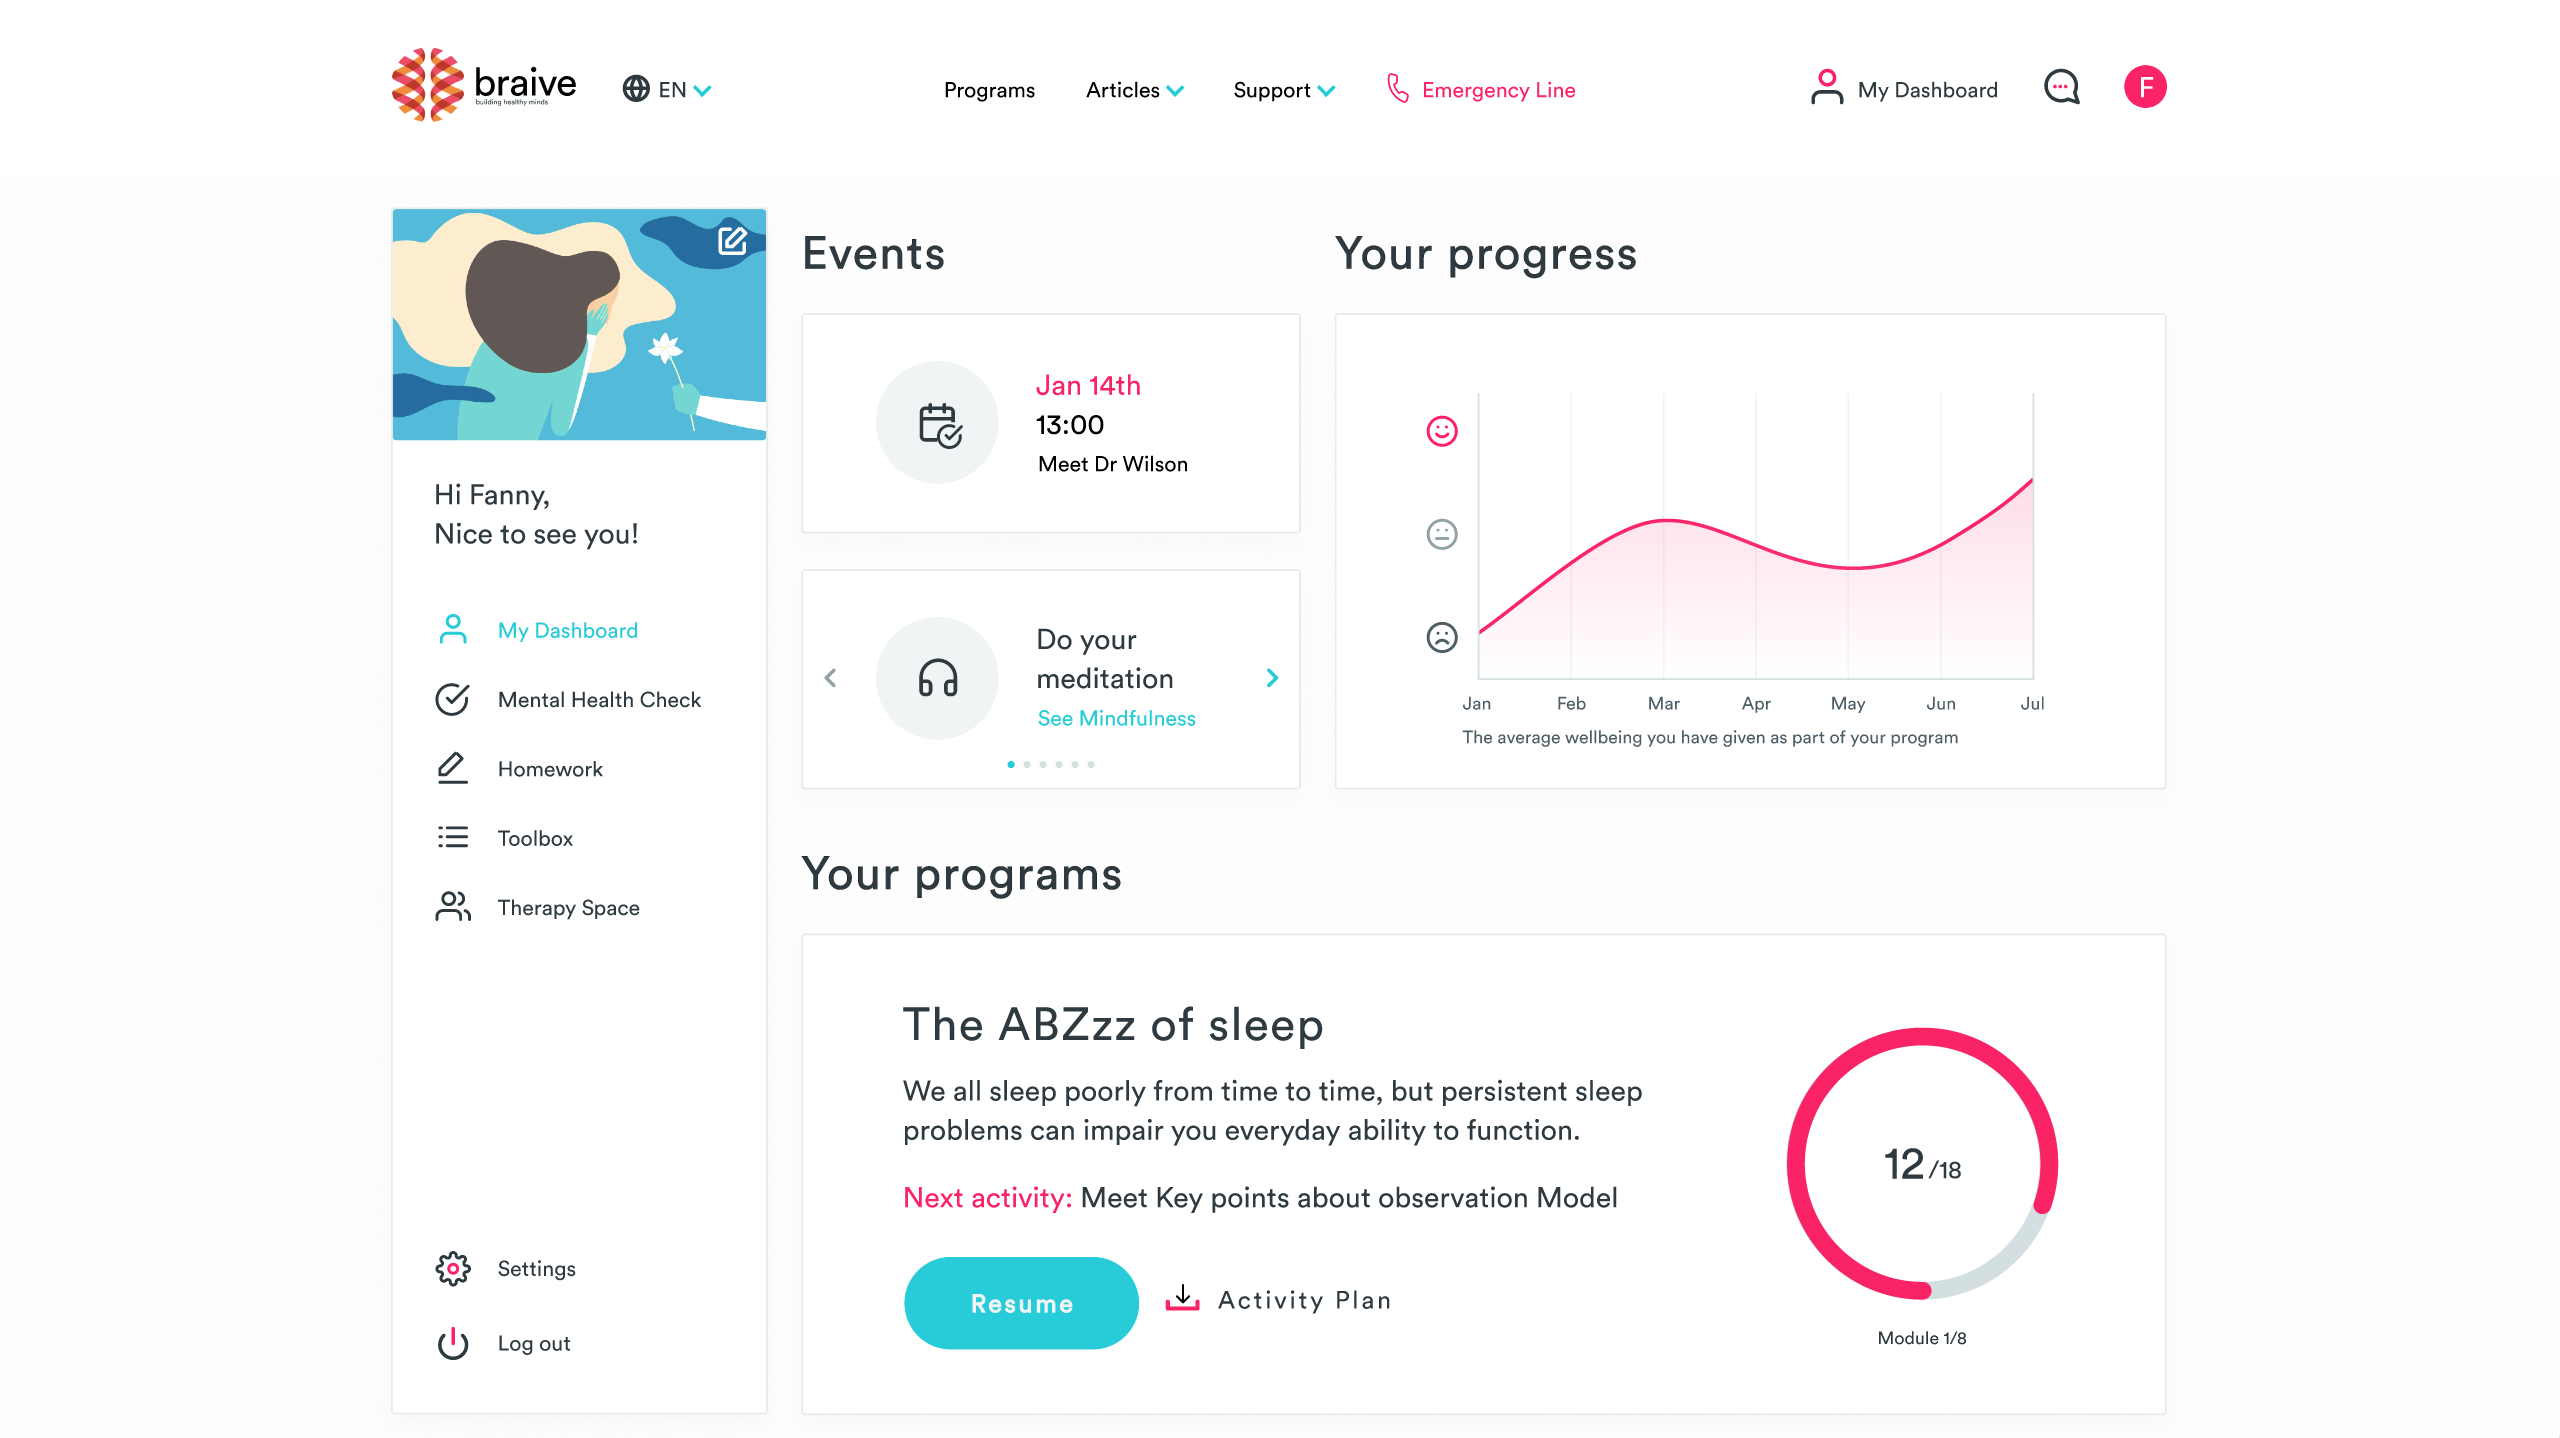 braive
building healthy minds
EN
Programs
Articles
Support
Emergency Line
My Dashboard
F
Hi Fanny,
Nice to see you!
My Dashboard
Mental Health Check
Homework
Toolbox
Therapy Space
Settings
Log out
Events
Jan 14th
13:00
Meet Dr Wilson
Do your
meditation
See Mindfulness
Your progress
Jan Feb Mar Apr May Jun Jul
The average wellbeing you have given as part of your program
Your programs
The ABZzz of sleep
We all sleep poorly from time to time, but persistent sleep
problems can impair you everyday ability to function.
Next activity: Meet Key points about observation Model
Resume
Activity Plan
12/18
Module 1/8